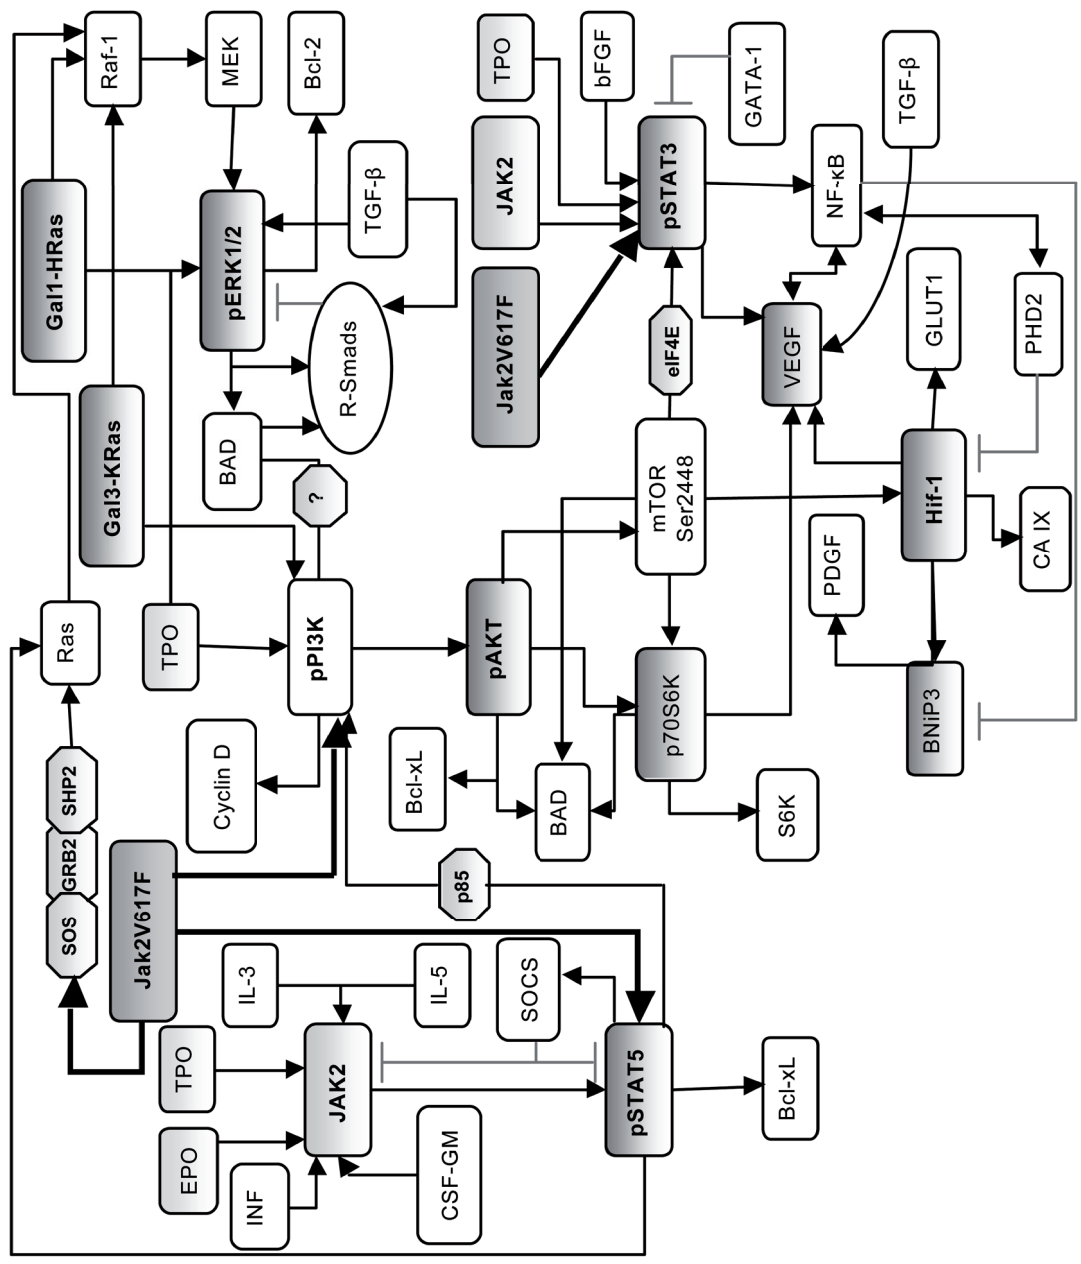 Raf-1
MEK
Bcl-2
Gal1-HRas
pERK1/2
TGF-β
R-Smads
Gal3-KRas
BAD
?
Ras
TPO
pPI3K
Cyclin D
SHP2
GRB2
SOS
Jak2V617F
TPO
EPO
INF
IL-3
IL-5
JAK2
CSF-GM
SOCS
pSTAT5
Bcl-xL
p85
Bcl-xL
pAKT
BAD
p70S6K
S6K
mTOR
Ser2448
eIF4E
Jak2V617F
JAK2
TPO
bFGF
GATA-1
pSTAT3
NF-κB
TGF-β
VEGF
GLUT1
PHD2
Hif-1
CA IX
PDGF
BNiP3